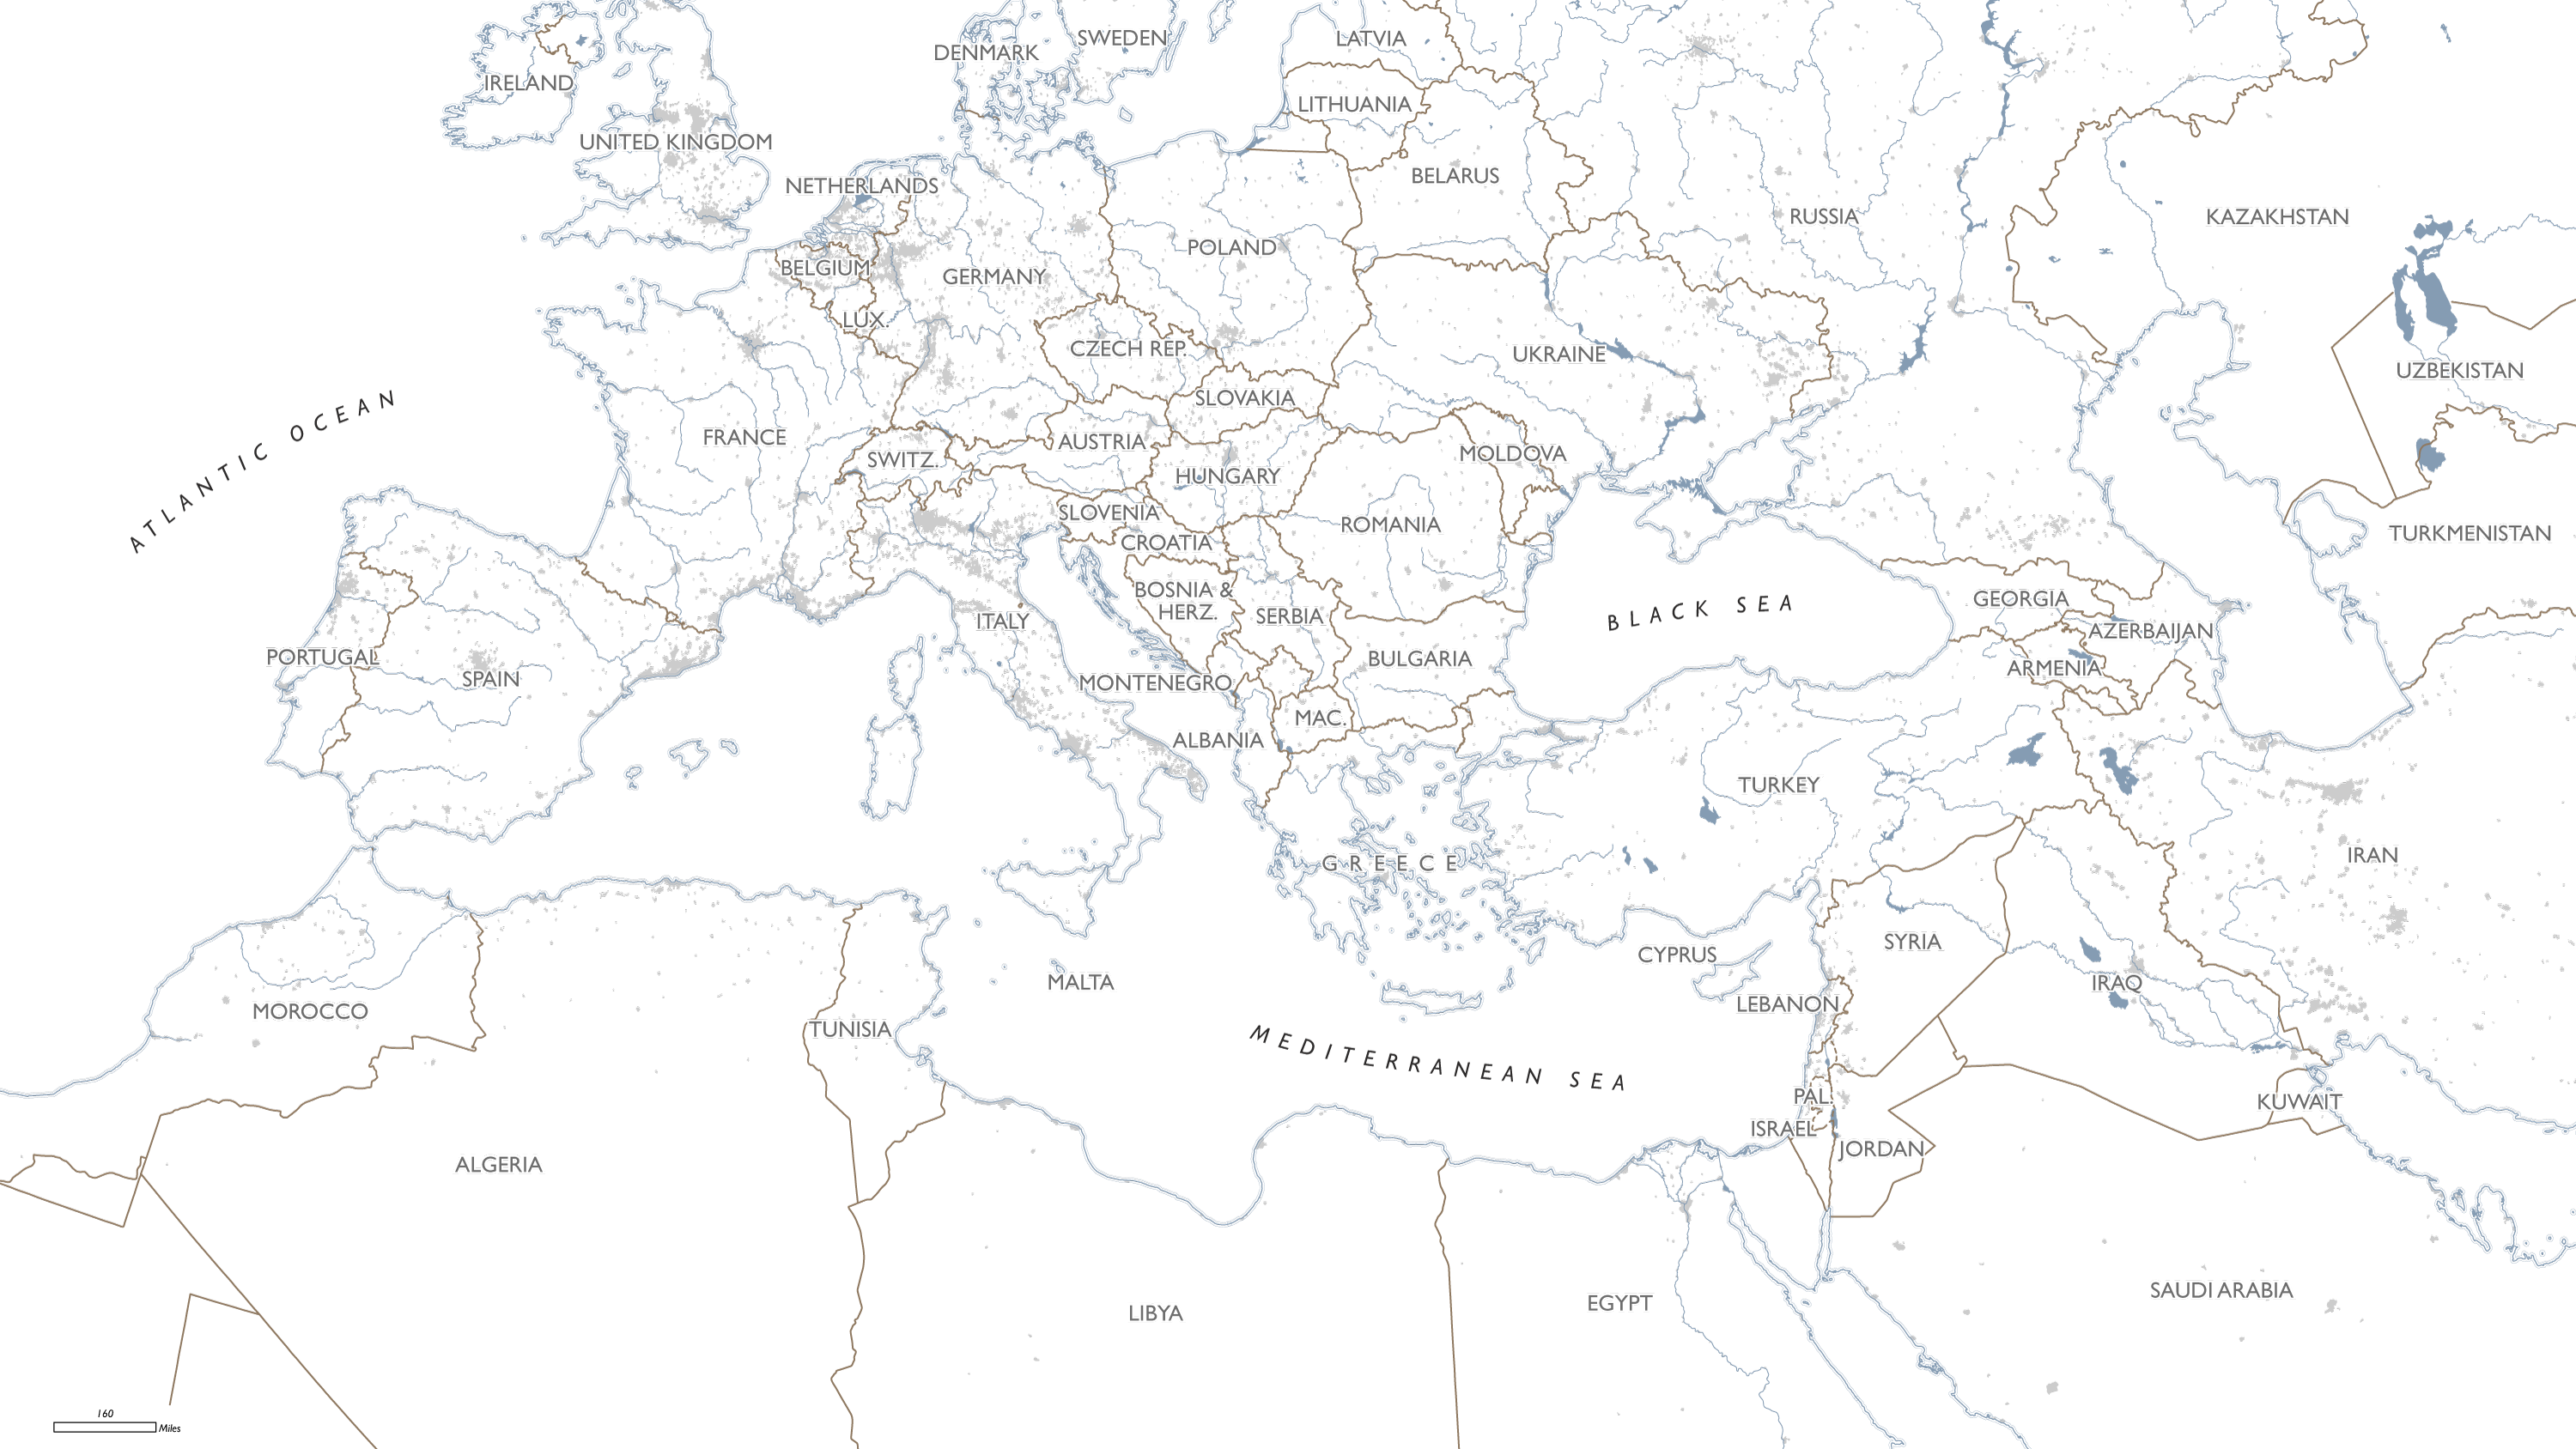 SWEDEN
LATVIA
DENMARK
IRELAND
LITHUANIA
UNITED KINGDOM
BELARUS
NETHERLANDS
RUSSIA
KAZAKHSTAN
POLAND
BELGIUM
GERMANY
LUX.
CZECH REP.
UKRAINE
UZBEKISTAN
SLOVAKIA
ATLANTIC OCEAN
FRANCE
AUSTRIA
MOLDOVA
SWITZ.
HUNGARY
SLOVENIA
ROMANIA
TURKMENISTAN
CROATIA
BOSNIA &
HERZ.
GEORGIA
BLACK SEA
SERBIA
ITALY
AZERBAIJAN
PORTUGAL
BULGARIA
ARMENIA
SPAIN
MONTENEGRO
MAC.
ALBANIA
TURKEY
IRAN
GREECE
SYRIA
CYPRUS
MALTA
IRAQ
LEBANON
MOROCCO
TUNISIA
MEDITERRANEAN SEA
PAL.
KUWAIT
ISRAEL
JORDAN
ALGERIA
SAUDI ARABIA
EGYPT
LIBYA
160
Miles